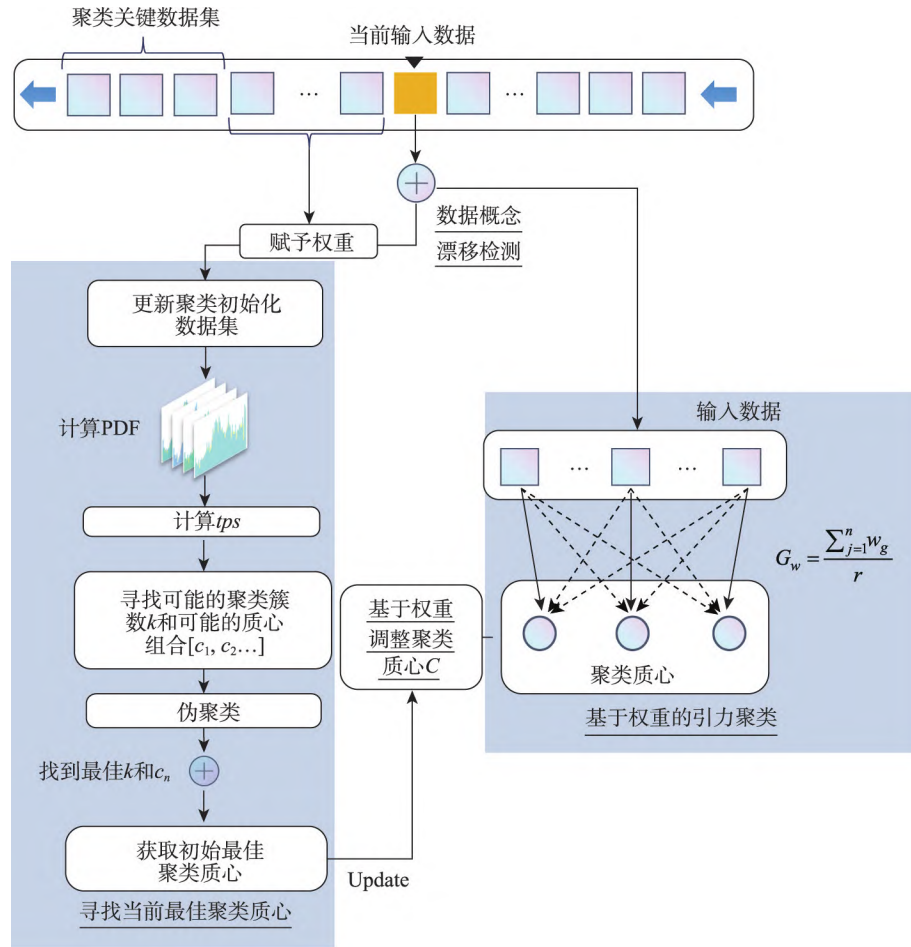 聚类关键数据集
当前输入数据
…
…
数据概念
漂移检测
赋予权重
更新聚类初始化
数据集
计算PDF
计算tps
寻找可能的聚类簇
数k和可能的质心
组合[c₁, c₂…]
伪聚类
找到最佳k和cₙ
获取初始最佳
聚类质心
寻找当前最佳聚类质心
Update
基于权重
调整聚类
质心C
输入数据
…
…
聚类质心
基于权重的引力聚类
G_w = \frac{\sum_{j=1}^{n} w_g}{r}